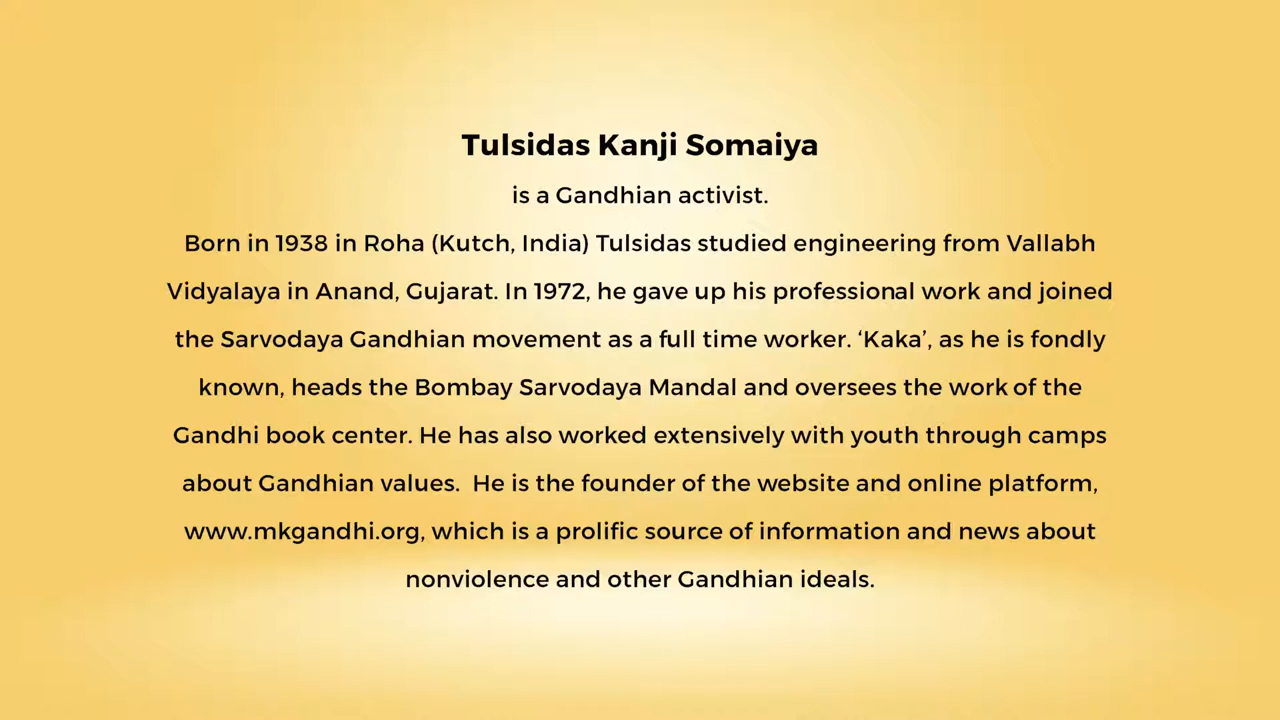 Tulsidas Kanji Somaiya
is a Gandhian activist.
Born in 1938 in Roha (Kutch, India) Tulsidas studied engineering from Vallabh
Vidyalaya in Anand, Gujarat. In 1972, he gave up his professional work and joined
the Sarvodaya Gandhian movement as a full time worker. ‘Kaka’, as he is fondly
known, heads the Bombay Sarvodaya Mandal and oversees the work of the
Gandhi book center. He has also worked extensively with youth through camps
about Gandhian values.  He is the founder of the website and online platform,
www.mkgandhi.org, which is a prolific source of information and news about
nonviolence and other Gandhian ideals.